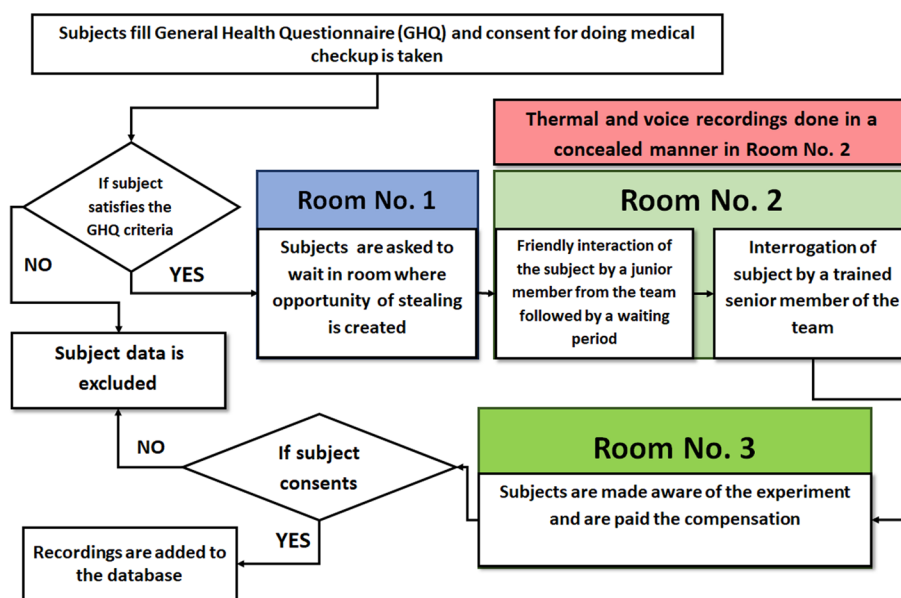 Subjects fill General Health Questionnaire (GHQ) and consent for doing medical
checkup is taken
Thermal and voice recordings done in a
concealed manner in Room No. 2
If subject
satisfies the
GHQ criteria
NO
YES
Room No. 1
Subjects are asked to
wait in room where
opportunity of stealing
is created
Room No. 2
Friendly interaction of
the subject by a junior
member from the team
followed by a waiting
period
Interrogation of
subject by a trained
senior member of the
team
Subject data is
excluded
Room No. 3
Subjects are made aware of the experiment
and are paid the compensation
If subject
consents
NO
YES
Recordings are added to
the database